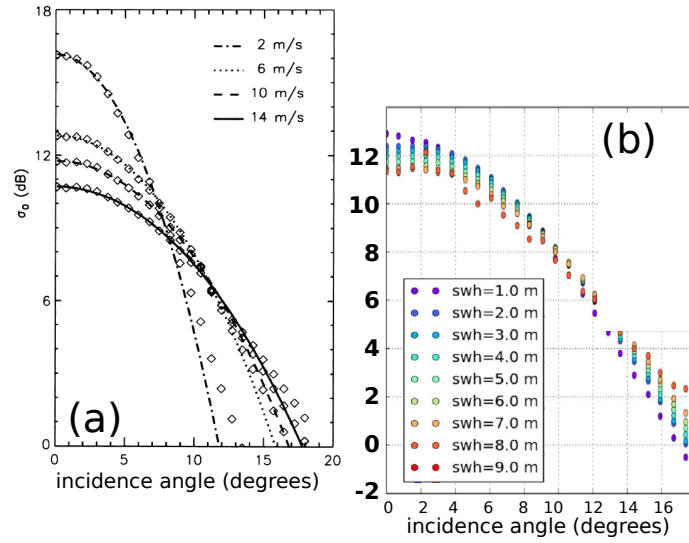 18
12
6
0
σ0 (dB)
2 m/s
6 m/s
10 m/s
14 m/s
(a)
0 5 10 15 20
incidence angle (degrees)
(b)
12
10
8
6
4
2
0
-2
swh=1.0 m
swh=2.0 m
swh=3.0 m
swh=4.0 m
swh=5.0 m
swh=6.0 m
swh=7.0 m
swh=8.0 m
swh=9.0 m
0 2 4 6 8 10 12 14 16
incidence angle (degrees)